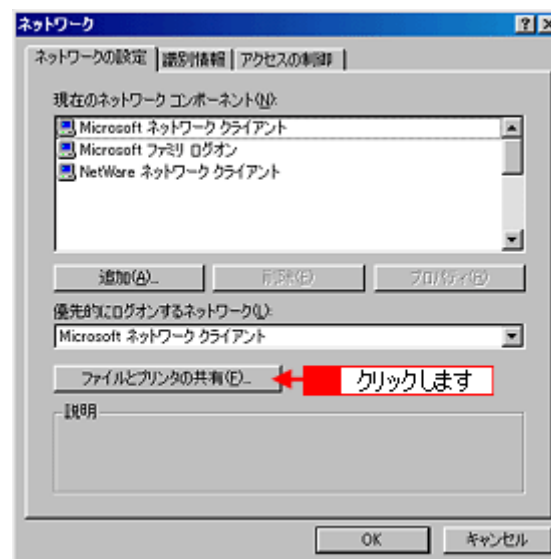 ネットワーク
ネットワークの設定 識別情報 アクセスの制御
現在のネットワーク コンポーネント(N):
Microsoft ネットワーク クライアント
Microsoft ファミリ ログオン
NetWare ネットワーク クライアント
追加(A)... 削除(E) プロパティ(R)
優先的にログオンするネットワーク(L):
Microsoft ネットワーク クライアント
ファイルとプリンタの共有(F)... クリックします
説明
OK キャンセル